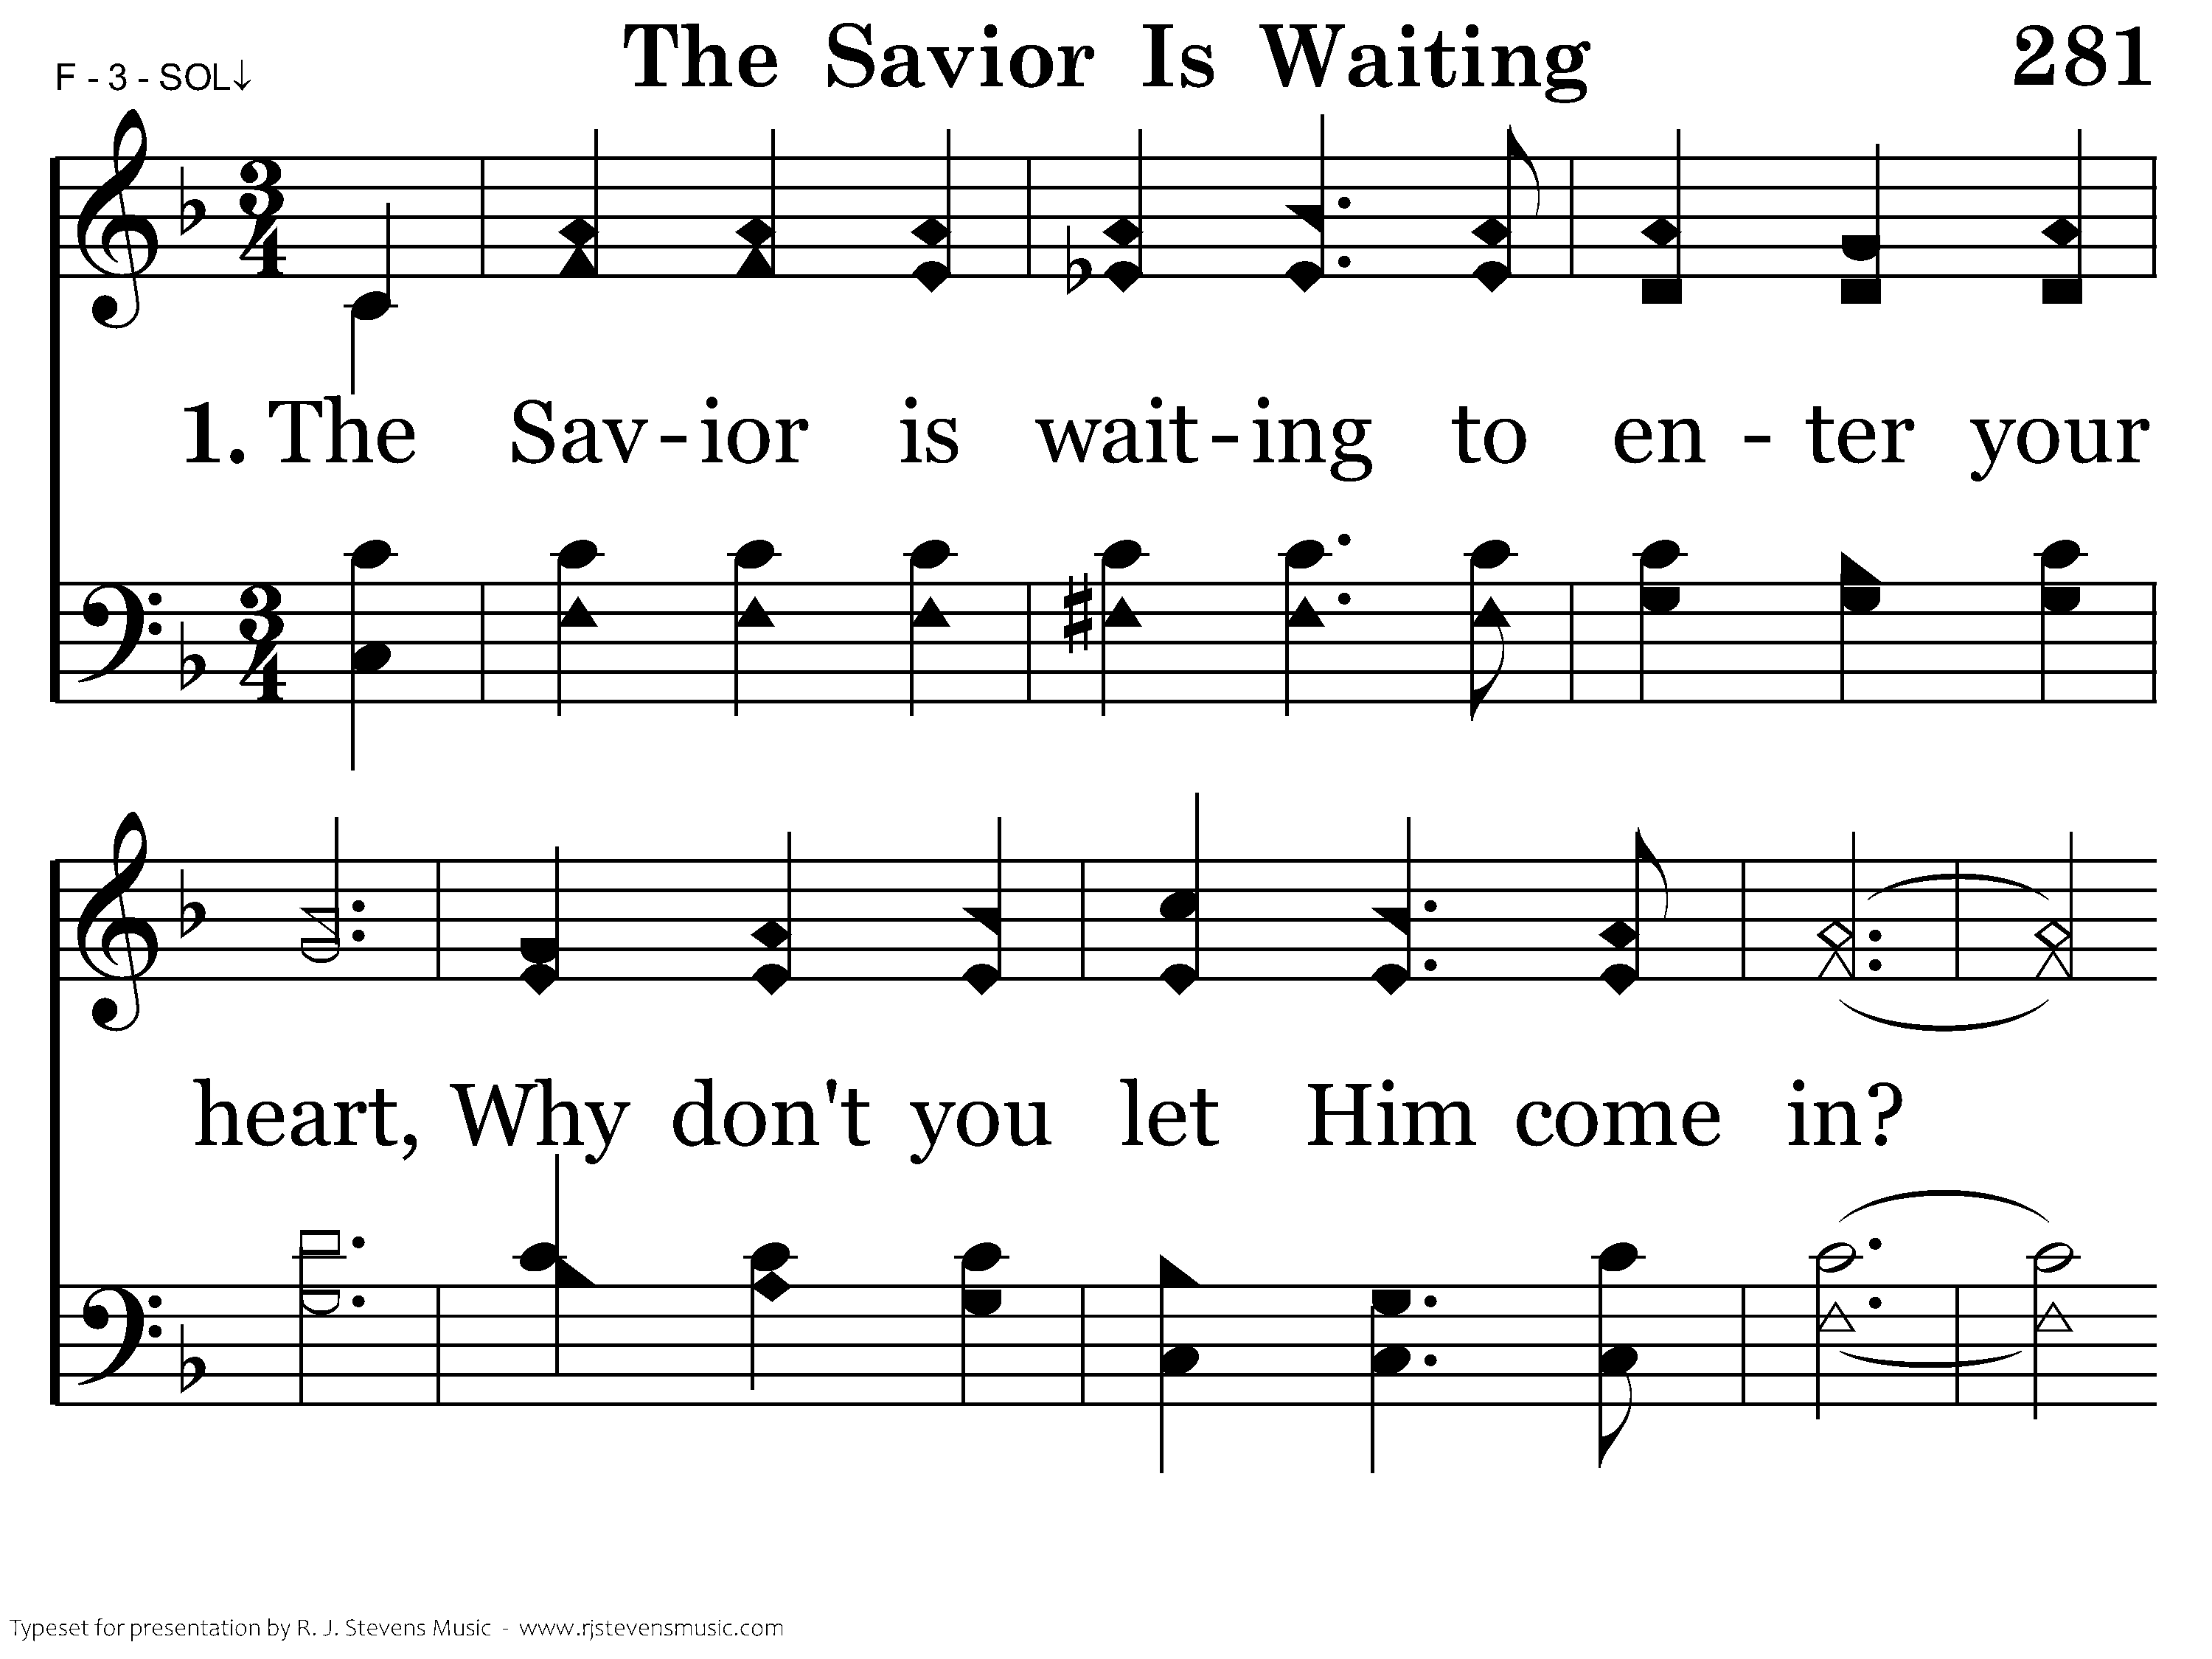 The Savior Is Waiting 281
F - 3 - SOL↓
1. The Sav - ior is wait - ing to en - ter your
heart, Why don't you let Him come in?
Typeset for presentation by R. J. Stevens Music - www.rjstevensmusic.com